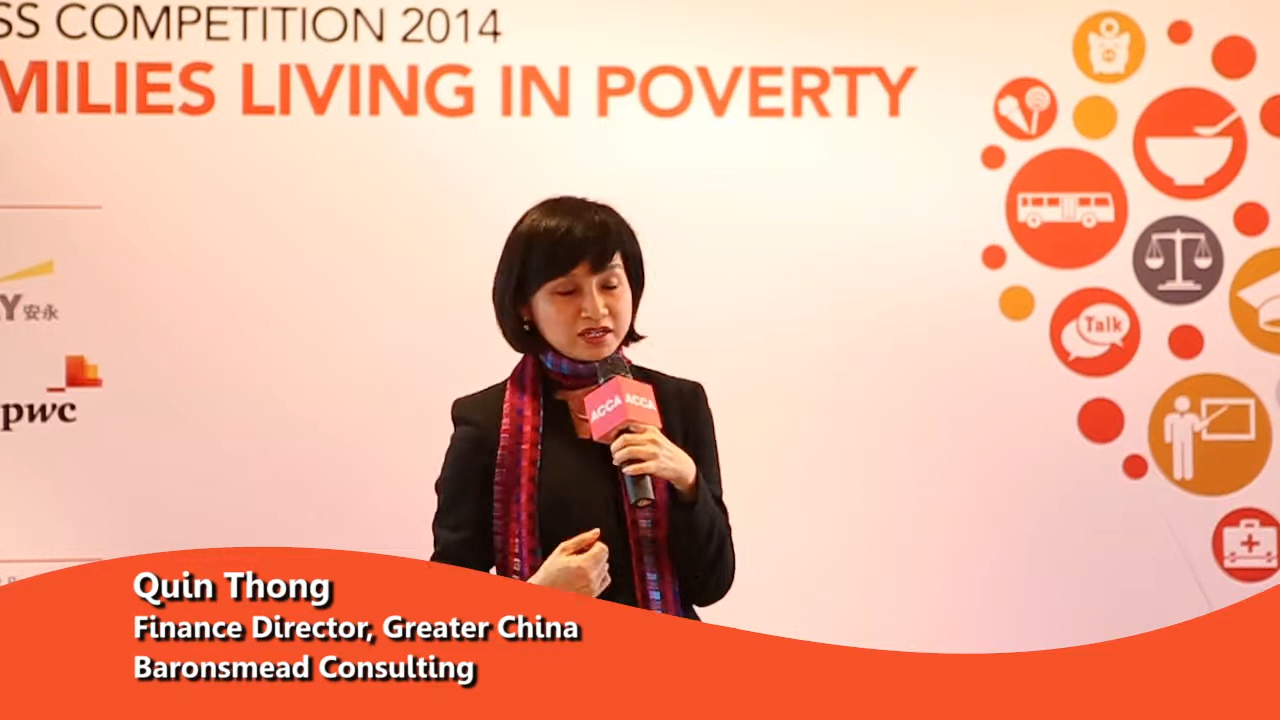 SS COMPETITION 2014
MILIES LIVING IN POVERTY
Y安永
pwc
Talk
ACCA ACCA
Quin Thong
Finance Director, Greater China
Baronsmead Consulting